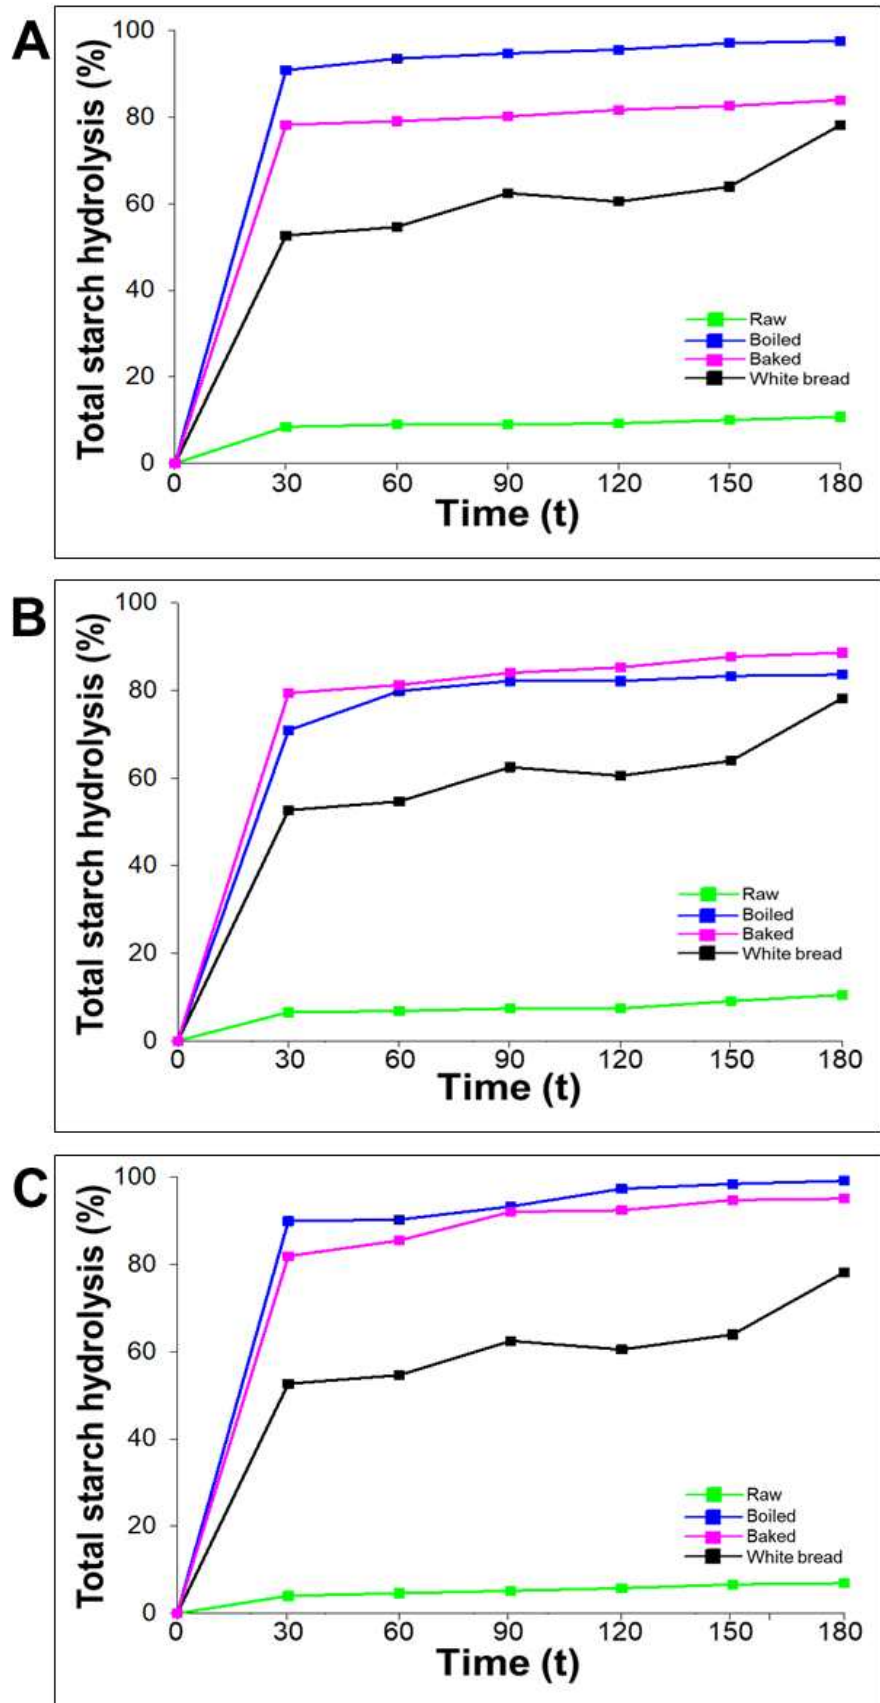 A
Total starch hydrolysis (%)
100
80
60
40
20
0
Raw
Boiled
Baked
White bread
0 30 60 90 120 150 180
Time (t)
B
Total starch hydrolysis (%)
100
80
60
40
20
0
Raw
Boiled
Baked
White bread
0 30 60 90 120 150 180
Time (t)
C
Total starch hydrolysis (%)
100
80
60
40
20
0
Raw
Boiled
Baked
White bread
0 30 60 90 120 150 180
Time (t)